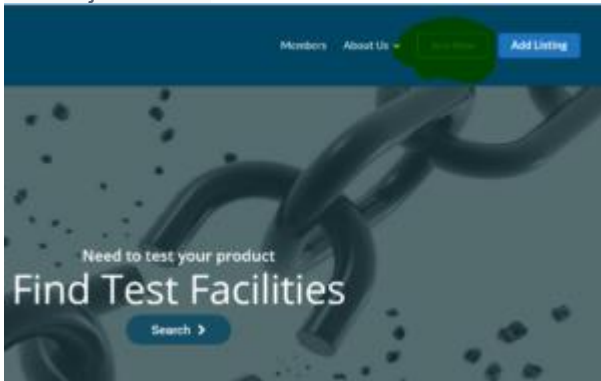 Members About Us Add Listing
Need to test your product
Find Test Facilities
Search